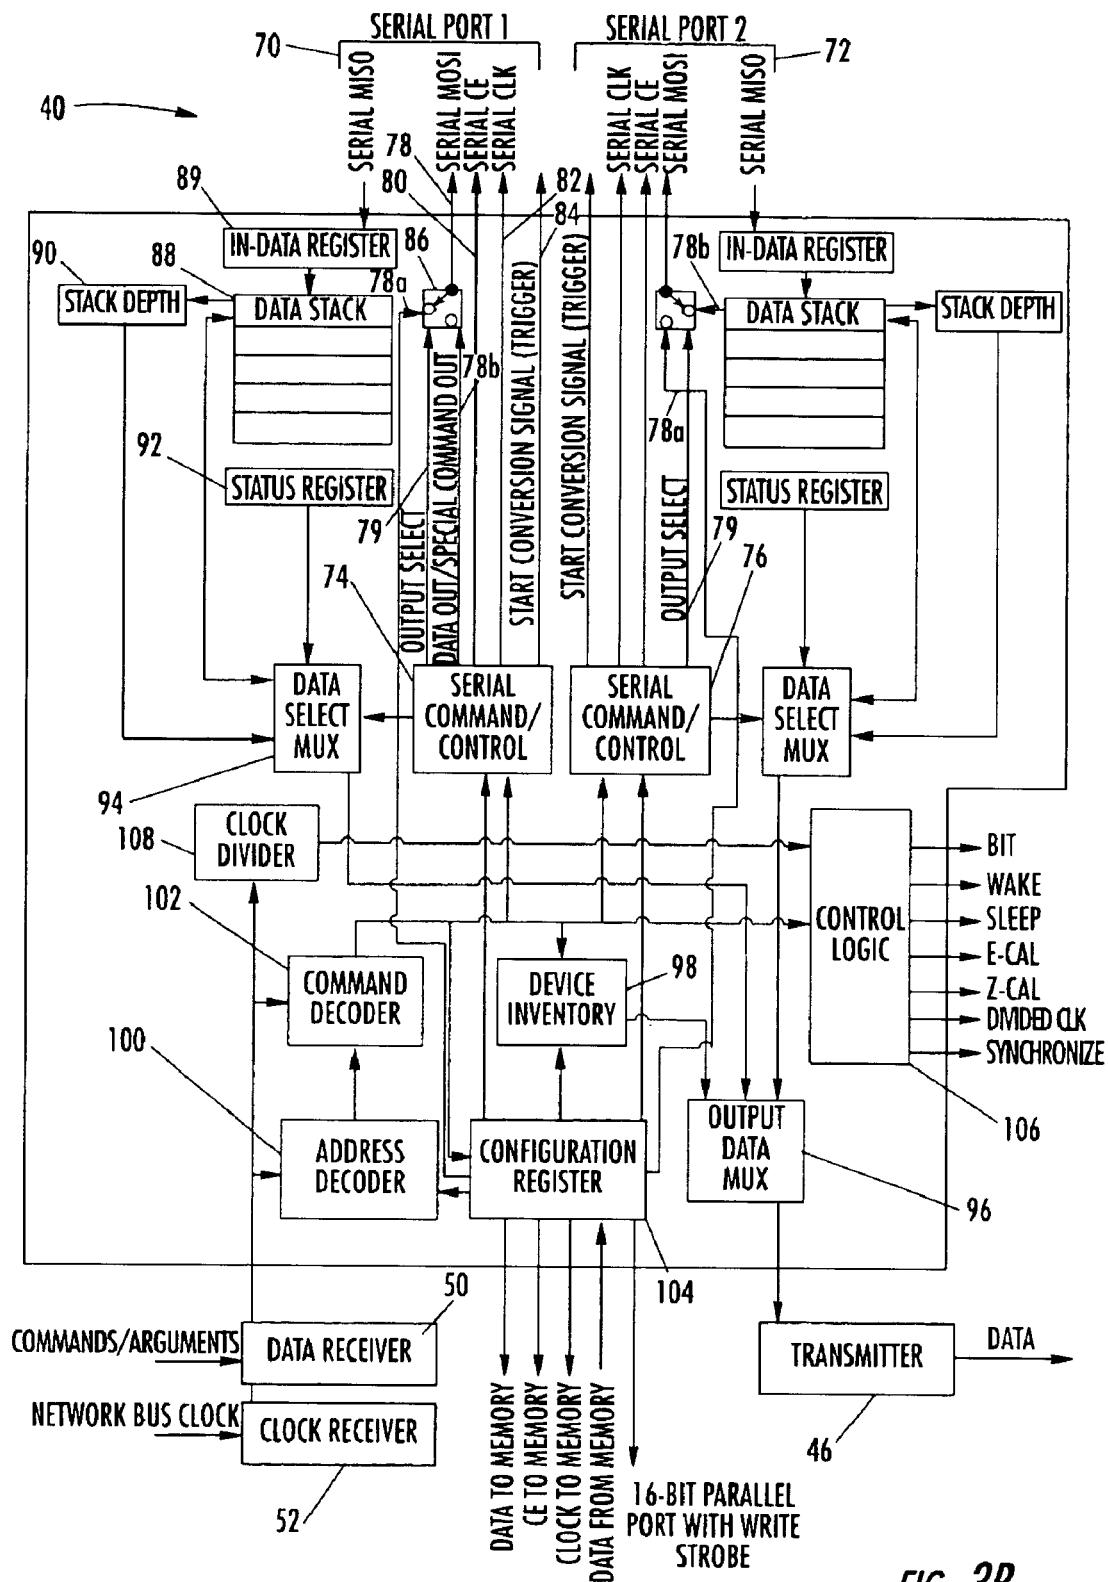 SERIAL PORT 1
SERIAL PORT 2
70
72
40
SERIAL MISO
SERIAL MOSI
SERIAL CE
SERIAL CLK
SERIAL CLK
SERIAL CE
SERIAL MOSI
SERIAL MISO
78
80
82
84
89
IN-DATA REGISTER
86
78b
IN-DATA REGISTER
90
88
78a
STACK DEPTH
DATA STACK
DATA STACK
STACK DEPTH
78b
78a
92
STATUS REGISTER
STATUS REGISTER
79
79
OUTPUT SELECT
DATA OUT/SPECIAL COMMAND OUT
START CONVERSION SIGNAL (TRIGGER)
START CONVERSION SIGNAL (TRIGGER)
OUTPUT SELECT
74
76
DATA
SELECT
MUX
SERIAL
COMMAND/
CONTROL
SERIAL
COMMAND/
CONTROL
DATA
SELECT
MUX
94
108
CLOCK
DIVIDER
BIT
WAKE
SLEEP
E-CAL
Z-CAL
DIVIDED CLK
SYNCHRONIZE
CONTROL
LOGIC
102
COMMAND
DECODER
DEVICE
INVENTORY
98
100
ADDRESS
DECODER
CONFIGURATION
REGISTER
OUTPUT
DATA
MUX
106
96
104
50
COMMANDS/ARGUMENTS
DATA RECEIVER
TRANSMITTER
DATA
NETWORK BUS CLOCK
CLOCK RECEIVER
46
52
DATA TO MEMORY
CE TO MEMORY
CLOCK TO MEMORY
DATA FROM MEMORY
16-BIT PARALLEL
PORT WITH WRITE
STROBE